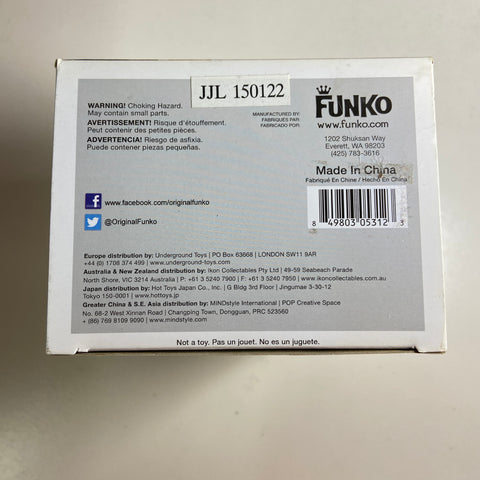 JJL 150122
WARNING! Choking Hazard.
May contain small parts.
AVERTISSEMENT! Risque d'étouffement.
Peut contenir des petites pièces.
ADVERTENCIA! Riesgo de asfixia.
Puede contener piezas pequeñas.
MANUFACTURED BY:
FABRIQUÉS PAR:
FABRICADO POR:
FUNKO
www.funko.com
1202 Shuksan Way
Everett, WA 98203
(425) 783-3616
Made In China
Fabriqué En Chine / Hecho En China
8 49803 05312 3
www.facebook.com/originalfunko
@OriginalFunko
Europe distribution by: Underground Toys | PO Box 63668 | LONDON SW11 9AR
+44 (0) 1706 374 499 | www.underground-toys.com
Australia & New Zealand distribution by: Ikon Collectables Pty Ltd | 49-59 Seabeach Parade
North Shore, VIC 3214 Australia | P: +61 3 5240 7900 | F: +61 3 5240 7951 | www.ikoncollectables.com.au
Japan distribution by: Hot Toys Japan Co., Inc. | G Bldg 3rd Floor | Jingumae 3-30-12
Tokyo 150-0001 | www.hottoys.jp
Greater China & S.E. Asia distribution by: MINDstyle International | POP Creative Space
No. 68-2 West Xinnan Road | Changping Town, Dongguan, PRC 523560
+ (86) 769 8109 9090 | www.mindstyle.com
Not a toy. Pas un jouet. No es un juguete.